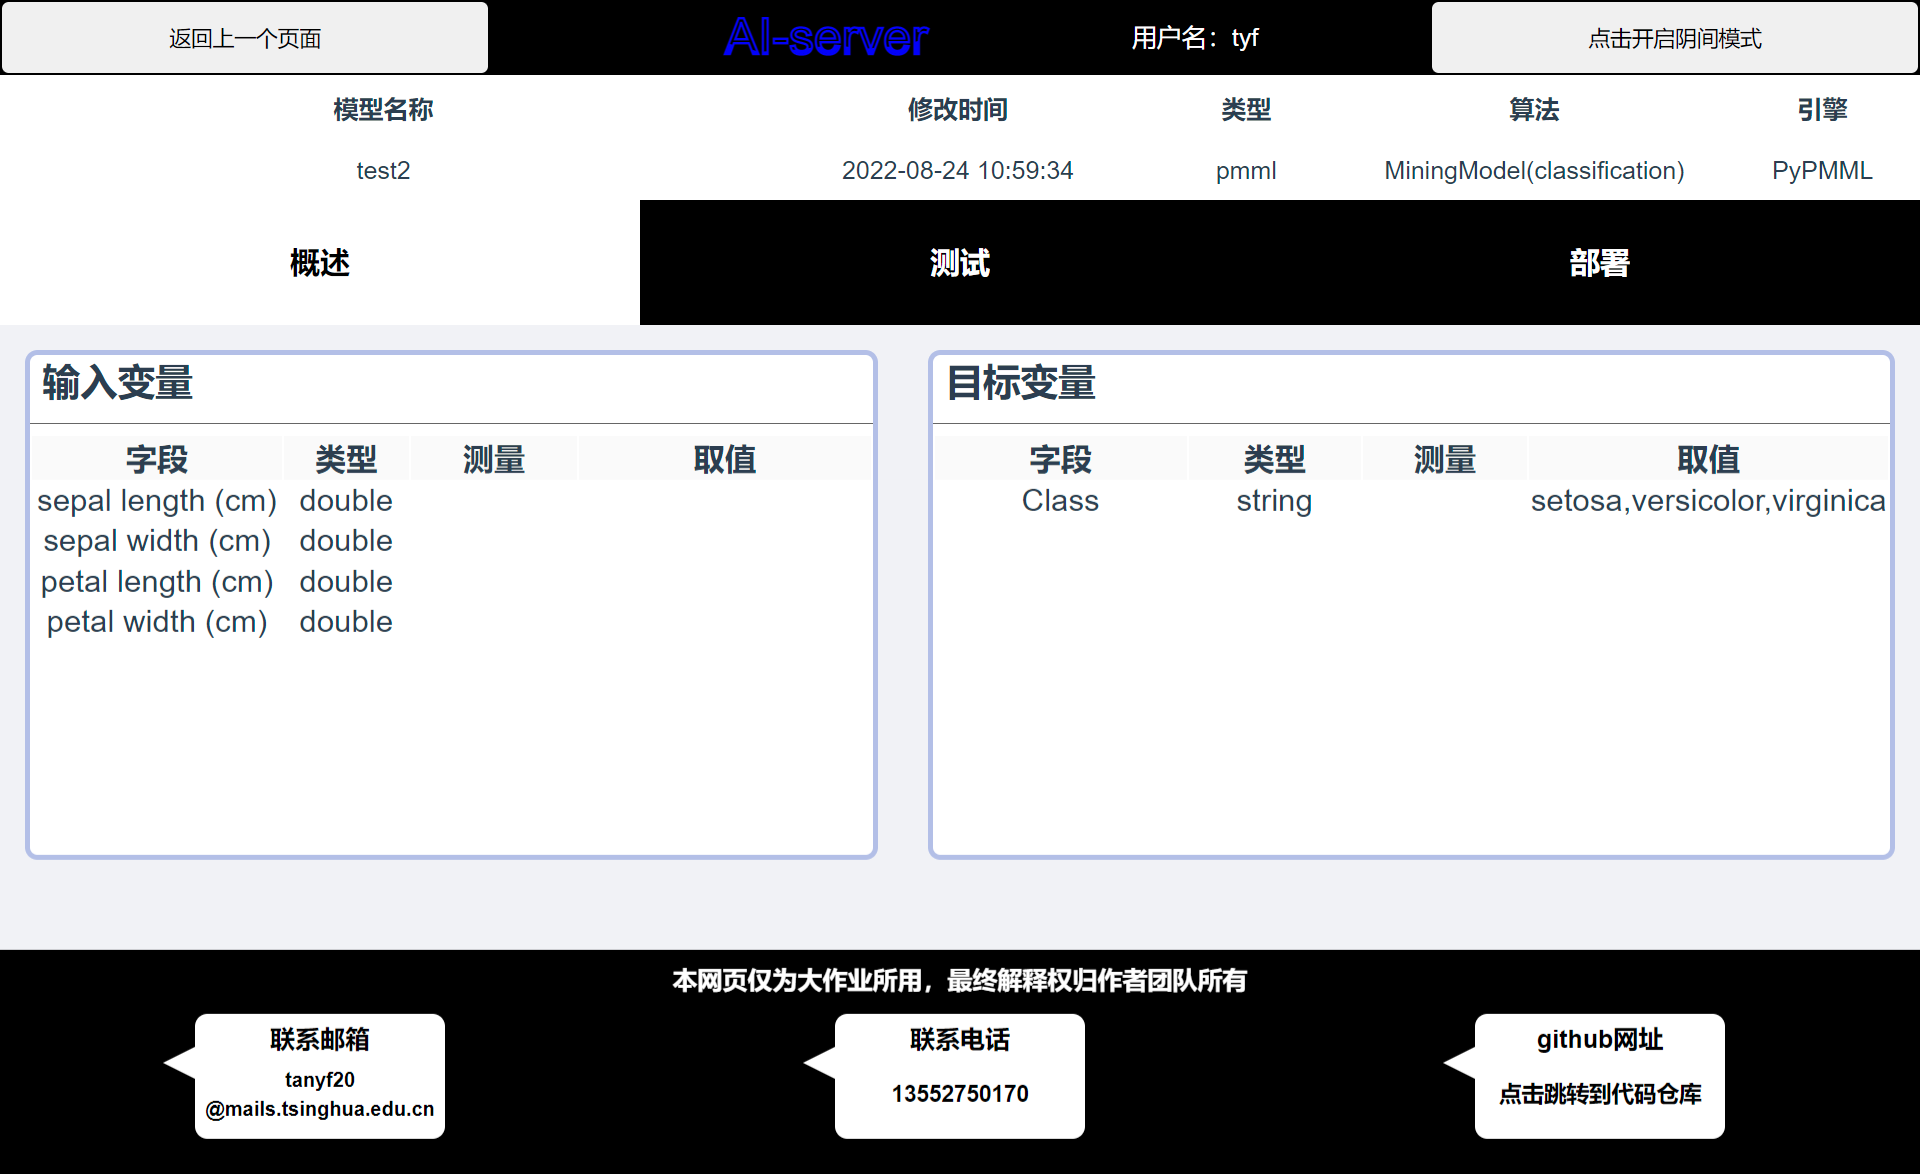 返回上一个页面
AI-server
用户名：tyf
点击开启阴间模式
模型名称 修改时间 类型 算法 引擎
test2 2022-08-24 10:59:34 pmml MiningModel(classification) PyPMML
概述 测试 部署
输入变量
字段 类型 测量 取值
sepal length (cm) double
sepal width (cm) double
petal length (cm) double
petal width (cm) double
目标变量
字段 类型 测量 取值
Class string setosa,versicolor,virginica
本网页仅为大作业所用，最终解释权归作者团队所有
联系邮箱
tanyf20
@mails.tsinghua.edu.cn
联系电话
13552750170
github网址
点击跳转到代码仓库